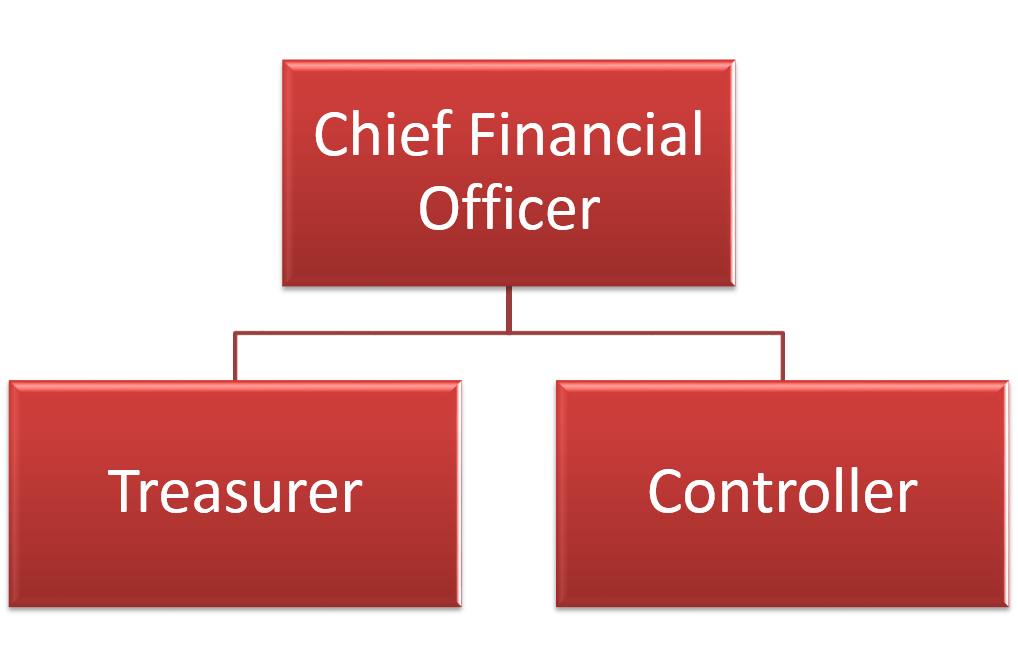 Chief Financial
Officer
Treasurer
Controller